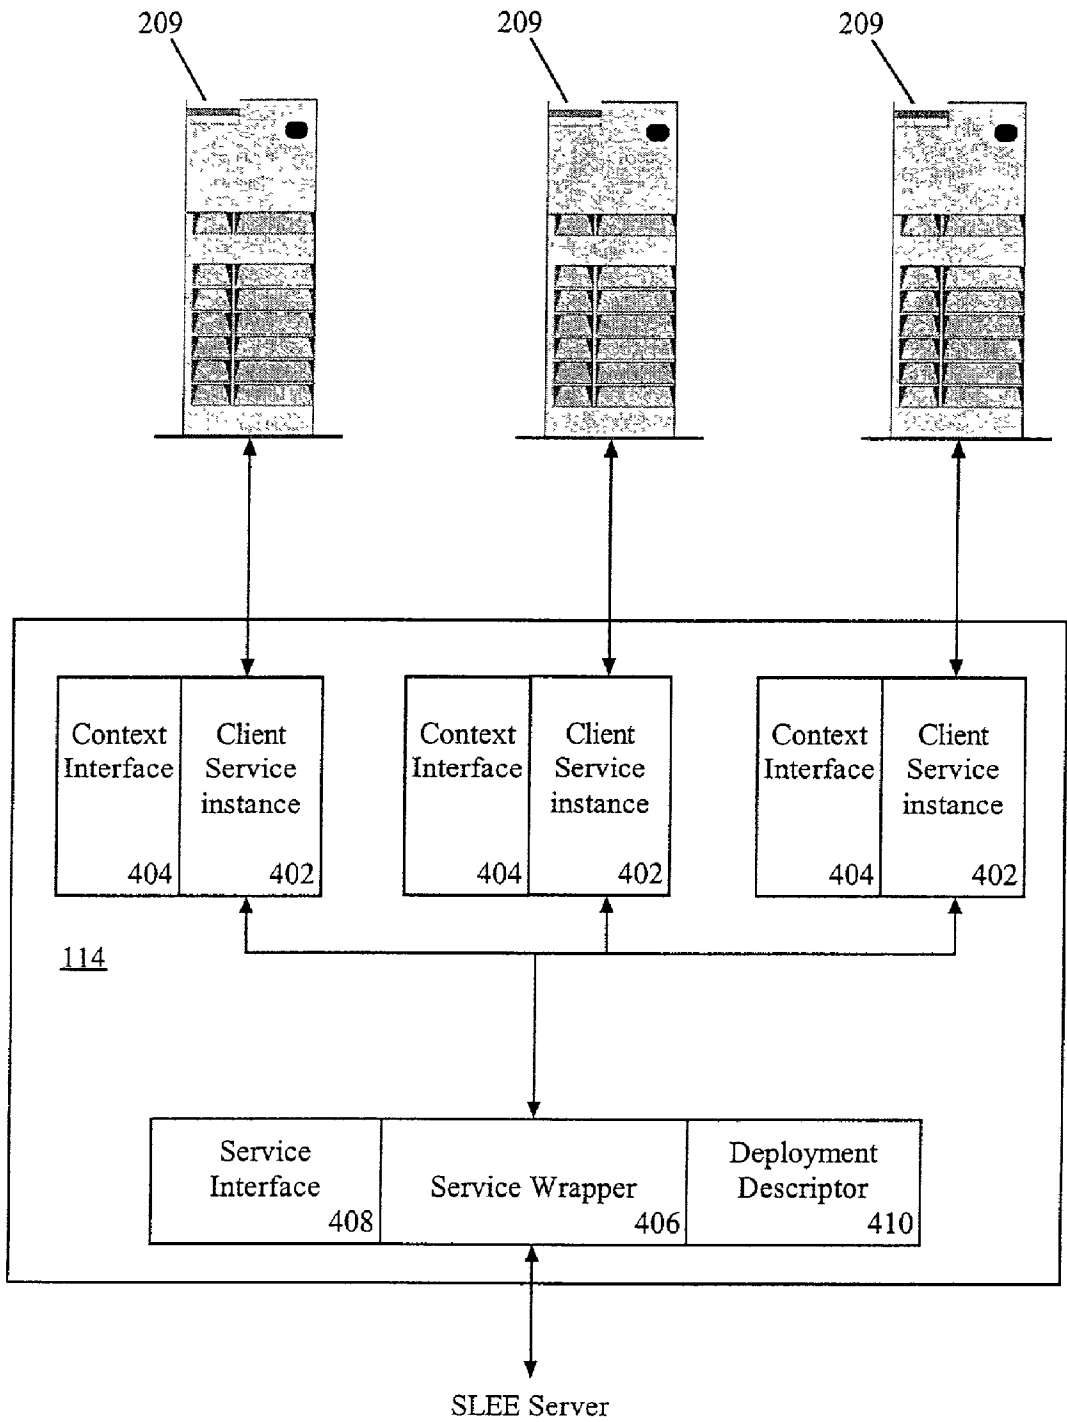 209
209
209
Context
Interface
404
Client
Service
instance
402
Context
Interface
404
Client
Service
instance
402
Context
Interface
404
Client
Service
instance
402
114
Service
Interface
408
Service Wrapper
406
Deployment
Descriptor
410
SLEE Server